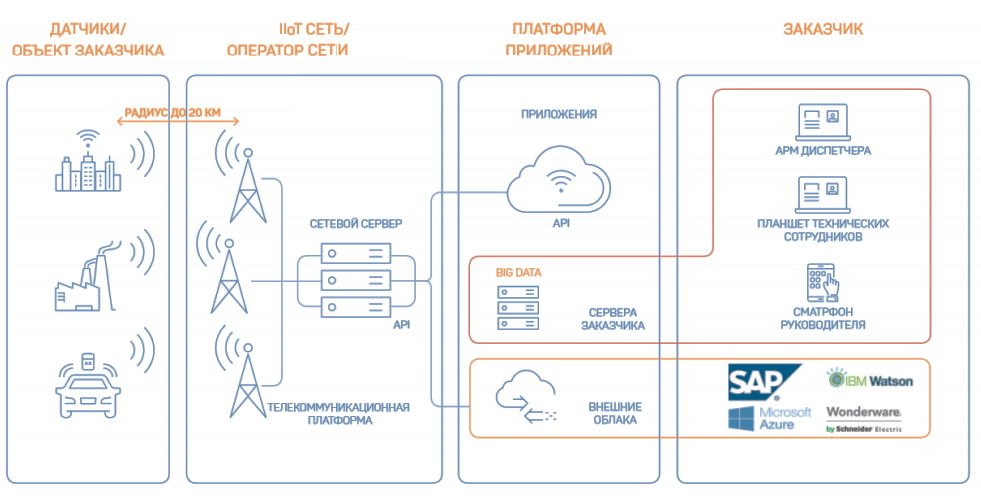 ДАТЧИКИ/
ОБЪЕКТ ЗАКАЗЧИКА
IIoT СЕТЬ/
ОПЕРАТОР СЕТИ
ПЛАТФОРМА
ПРИЛОЖЕНИЙ
ЗАКАЗЧИК
РАДИУС ДО 20 КМ
СЕТЕВОЙ СЕРВЕР
API
ТЕЛЕКОММУНИКАЦИОННАЯ
ПЛАТФОРМА
ПРИЛОЖЕНИЯ
API
BIG DATA
СЕРВЕРА
ЗАКАЗЧИКА
ВНЕШНИЕ
ОБЛАКА
АРМ ДИСПЕТЧЕРА
ПЛАНШЕТ ТЕХНИЧЕСКИХ
СОТРУДНИКОВ
СМАТРФОН
РУКОВОДИТЕЛЯ
SAP®
IBM Watson
Microsoft
Azure
Wonderware.
by Schneider Electric